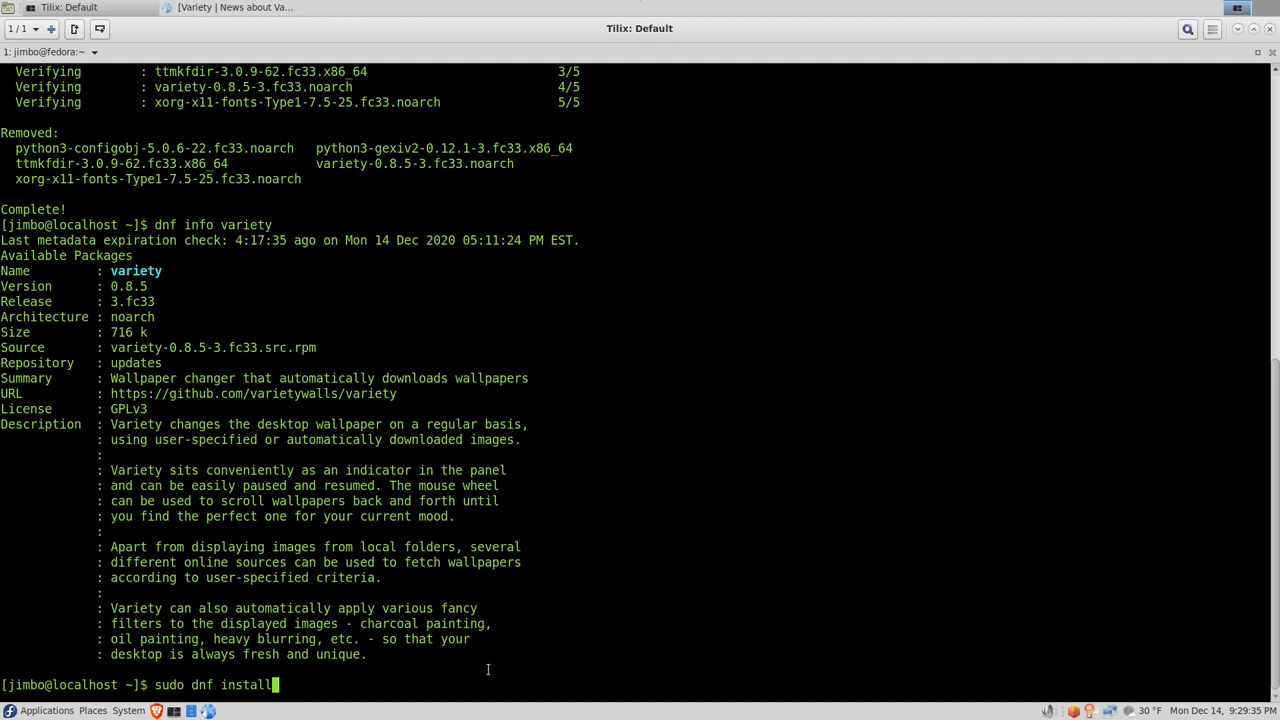 Tilix: Default
[Variety | News about Va...
1 / 1
Tilix: Default
1: jimbo@fedora:~
Verifying : ttmkfdir-3.0.9-62.fc33.x86_64 3/5
Verifying : variety-0.8.5-3.fc33.noarch 4/5
Verifying : xorg-x11-fonts-Type1-7.5-25.fc33.noarch 5/5
Removed:
python3-configobj-5.0.6-22.fc33.noarch python3-gexiv2-0.12.1-3.fc33.x86_64
ttmkfdir-3.0.9-62.fc33.x86_64 variety-0.8.5-3.fc33.noarch
xorg-x11-fonts-Type1-7.5-25.fc33.noarch
Complete!
[jimbo@localhost ~]$ dnf info variety
Last metadata expiration check: 4:17:35 ago on Mon 14 Dec 2020 05:11:24 PM EST.
Available Packages
Name : variety
Version : 0.8.5
Release : 3.fc33
Architecture : noarch
Size : 716 k
Source : variety-0.8.5-3.fc33.src.rpm
Repository : updates
Summary : Wallpaper changer that automatically downloads wallpapers
URL : https://github.com/varietywalls/variety
License : GPLv3
Description : Variety changes the desktop wallpaper on a regular basis,
: using user-specified or automatically downloaded images.
:
: Variety sits conveniently as an indicator in the panel
: and can be easily paused and resumed. The mouse wheel
: can be used to scroll wallpapers back and forth until
: you find the perfect one for your current mood.
:
: Apart from displaying images from local folders, several
: different online sources can be used to fetch wallpapers
: according to user-specified criteria.
:
: Variety can also automatically apply various fancy
: filters to the displayed images - charcoal painting,
: oil painting, heavy blurring, etc. - so that your
: desktop is always fresh and unique.
[jimbo@localhost ~]$ sudo dnf install
Applications Places System 30 °F Mon Dec 14, 9:29:35 PM